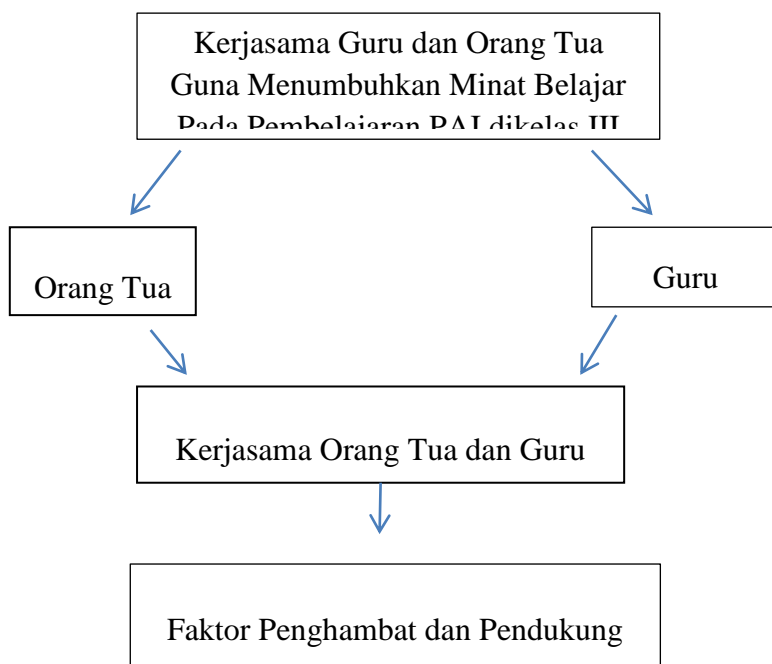 Kerjasama Guru dan Orang Tua
Guna Menumbuhkan Minat Belajar
Pada Pembelajaran PAI dikelas III
Orang Tua
Guru
Kerjasama Orang Tua dan Guru
Faktor Penghambat dan Pendukung